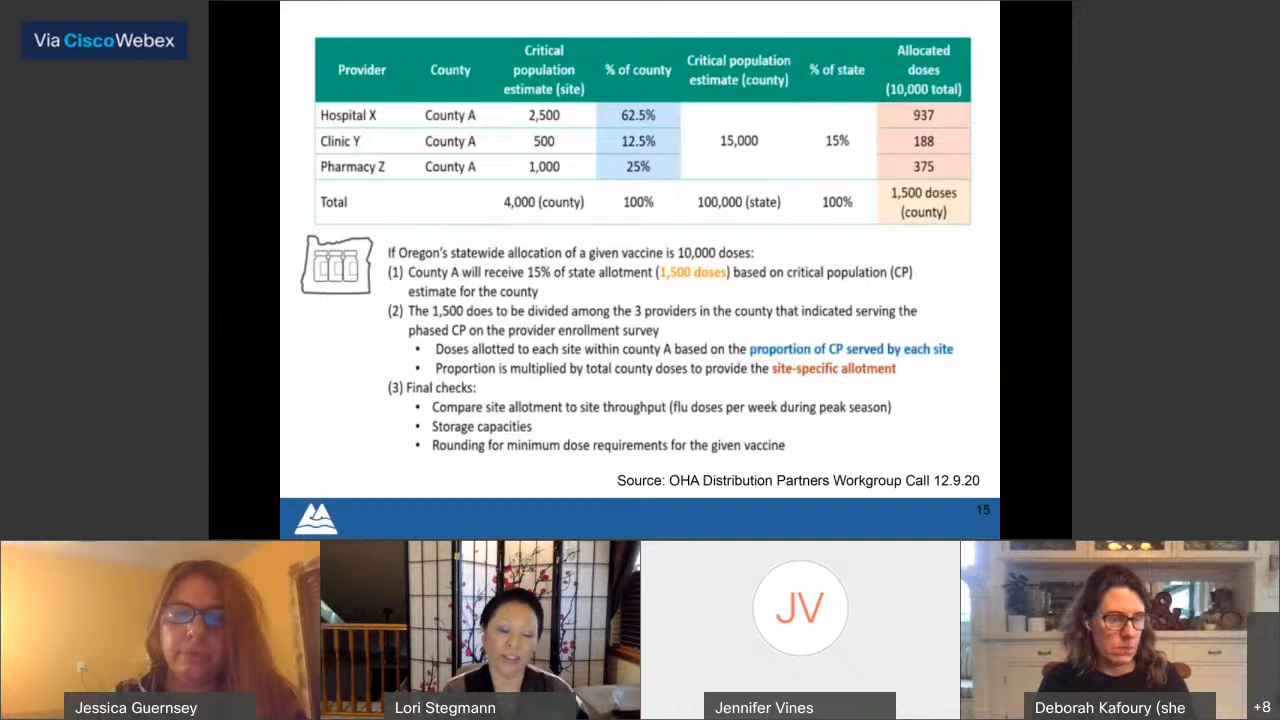 Via Cisco Webex
Provider County Critical population estimate (site) % of county Critical population estimate (county) % of state Allocated doses (10,000 total)
Hospital X County A 2,500 62.5% 937
Clinic Y County A 500 12.5% 15,000 15% 188
Pharmacy Z County A 1,000 25% 375
Total 4,000 (county) 100% 100,000 (state) 100% 1,500 doses (county)
If Oregon's statewide allocation of a given vaccine is 10,000 doses:
(1) County A will receive 15% of state allotment (1,500 doses) based on critical population (CP)
estimate for the county
(2) The 1,500 does to be divided among the 3 providers in the county that indicated serving the
phased CP on the provider enrollment survey
• Doses allotted to each site within county A based on the proportion of CP served by each site
• Proportion is multiplied by total county doses to provide the site-specific allotment
(3) Final checks:
• Compare site allotment to site throughput (flu doses per week during peak season)
• Storage capacities
• Rounding for minimum dose requirements for the given vaccine
Source: OHA Distribution Partners Workgroup Call 12.9.20
15
JV
Jessica Guernsey
Lori Stegmann
Jennifer Vines
Deborah Kafoury (she
+8